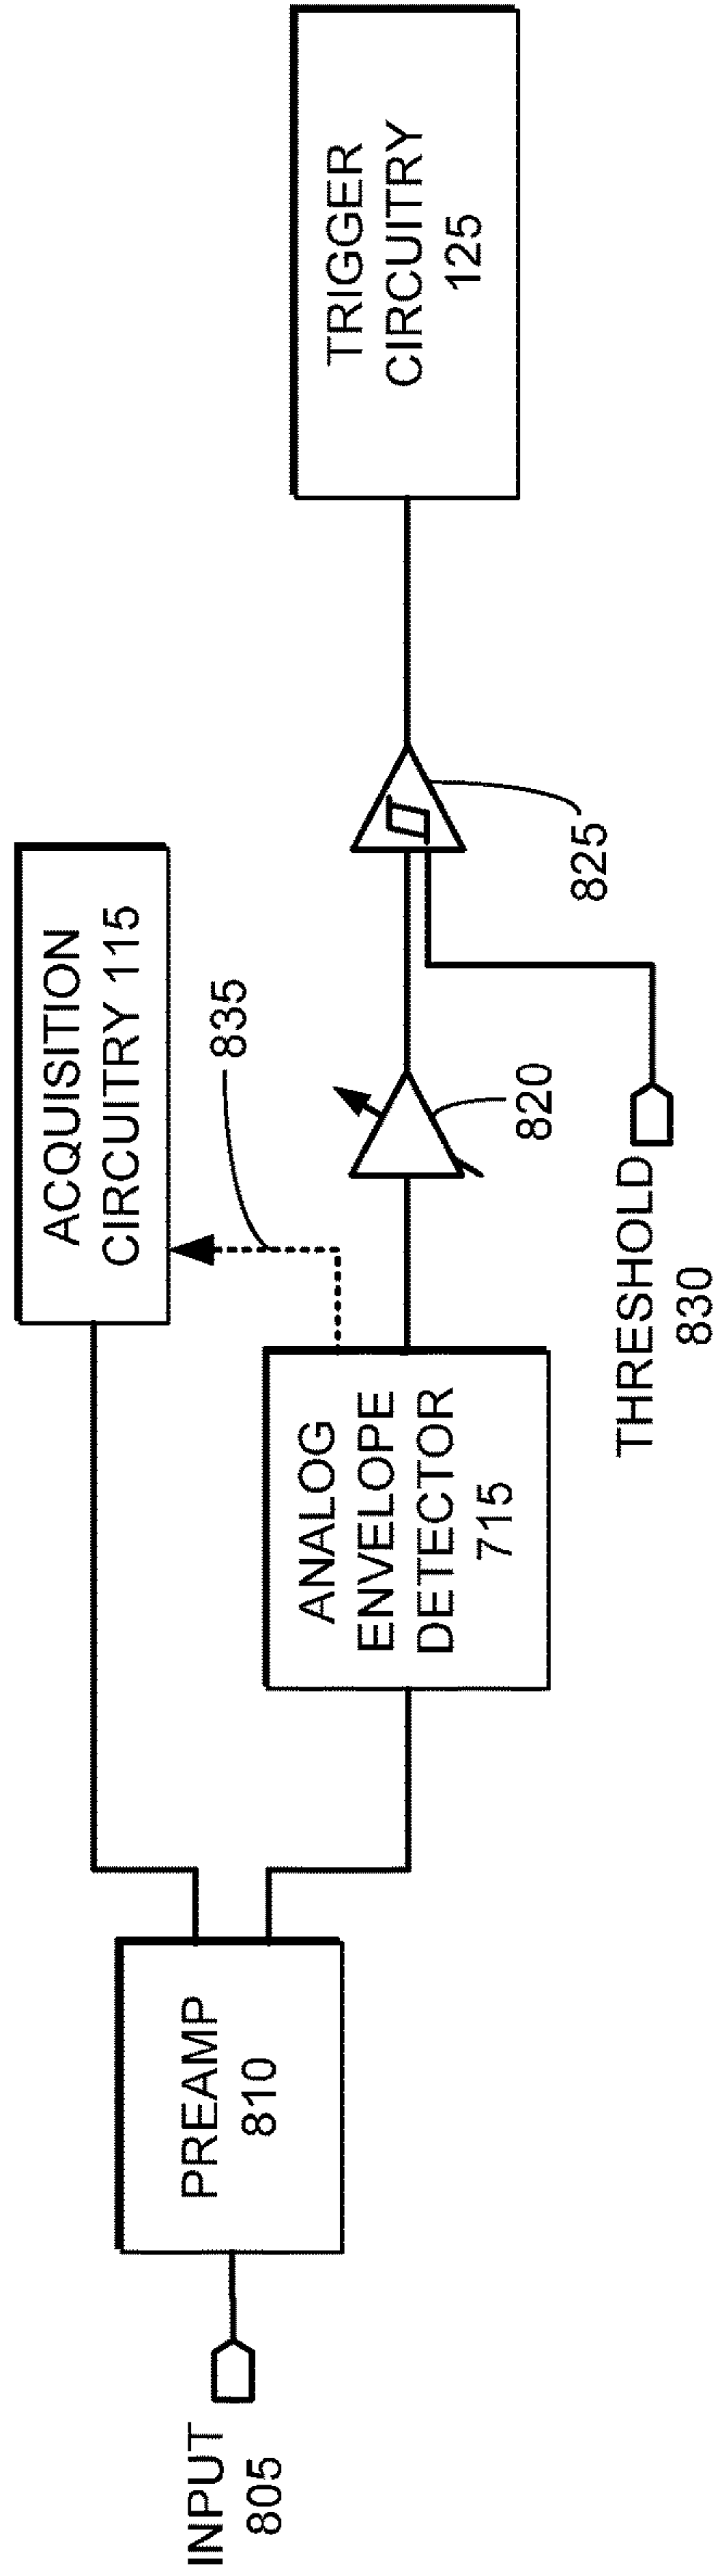 INPUT
805
PREAMP
810
ACQUISITION
CIRCUITRY 115
835
ANALOG
ENVELOPE
DETECTOR
715
820
THRESHOLD
830
825
TRIGGER
CIRCUITRY
125